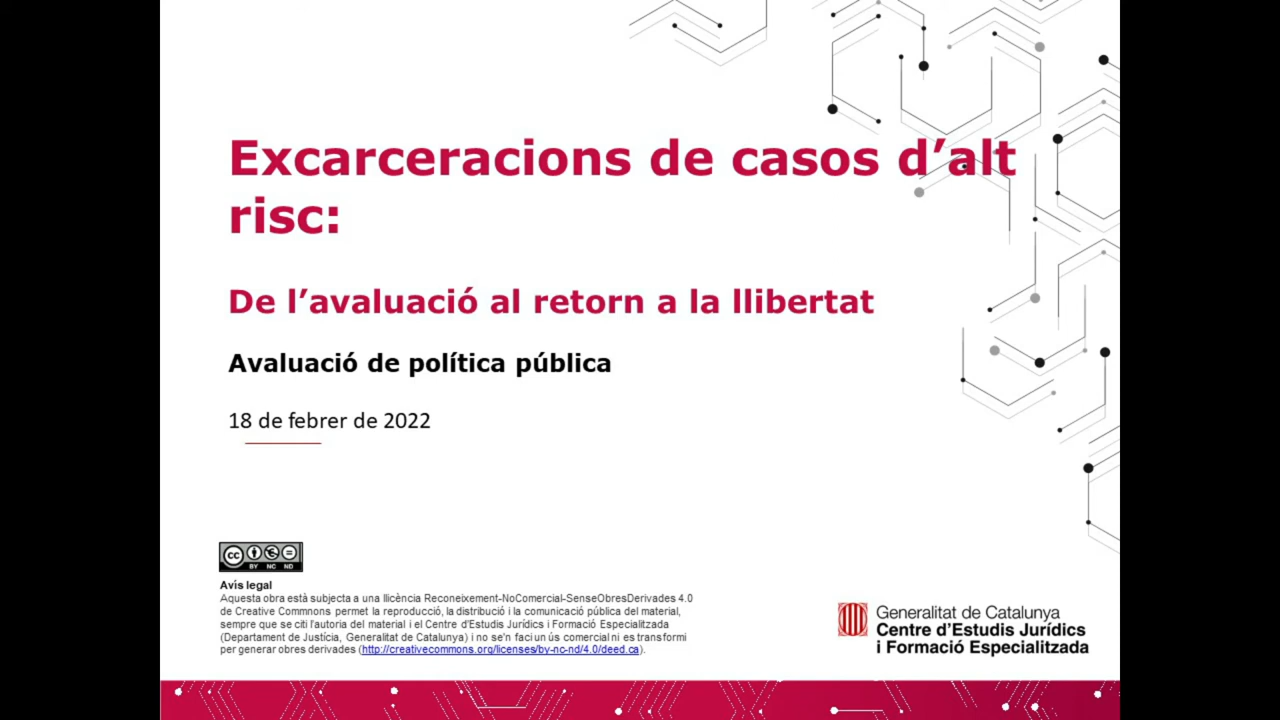 Excarceracions de casos d’alt
risc:
De l’avaluació al retorn a la llibertat
Avaluació de política pública
18 de febrer de 2022
cc
BY NC ND
Avís legal
Aquesta obra està subjecta a una llicència Reconeixement-NoComercial-SenseObresDerivades 4.0
de Creative Commnons permet la reproducció, la distribució i la comunicació pública del material,
sempre que se citi l'autoria del material i el Centre d'Estudis Jurídics i Formació Especialitzada
(Departament de Justícia, Generalitat de Catalunya) i no se'n faci un ús comercial ni es transformi
per generar obres derivades (http://creativecommons.org/licenses/by-nc-nd/4.0/deed.ca).
Generalitat de Catalunya
Centre d'Estudis Jurídics
i Formació Especialitzada